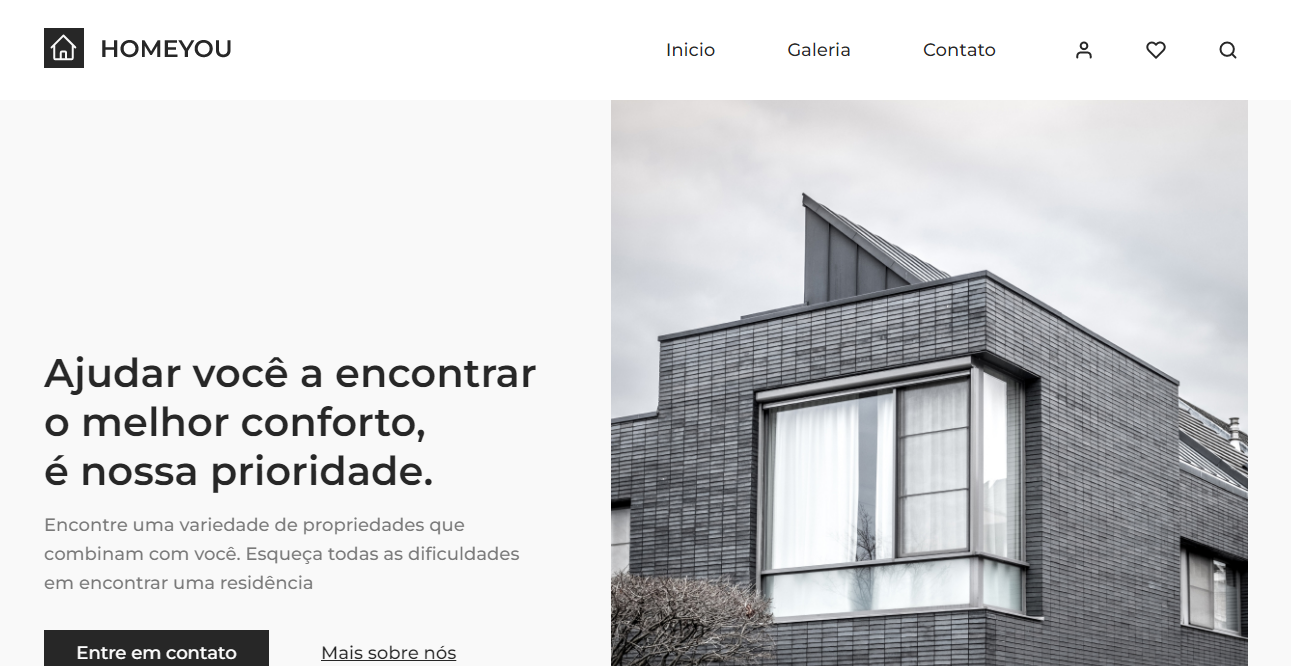 HOMEYOU
Inicio
Galeria
Contato
Ajudar você a encontrar
o melhor conforto,
é nossa prioridade.
Encontre uma variedade de propriedades que
combinam com você. Esqueça todas as dificuldades
em encontrar uma residência
Entre em contato
Mais sobre nós